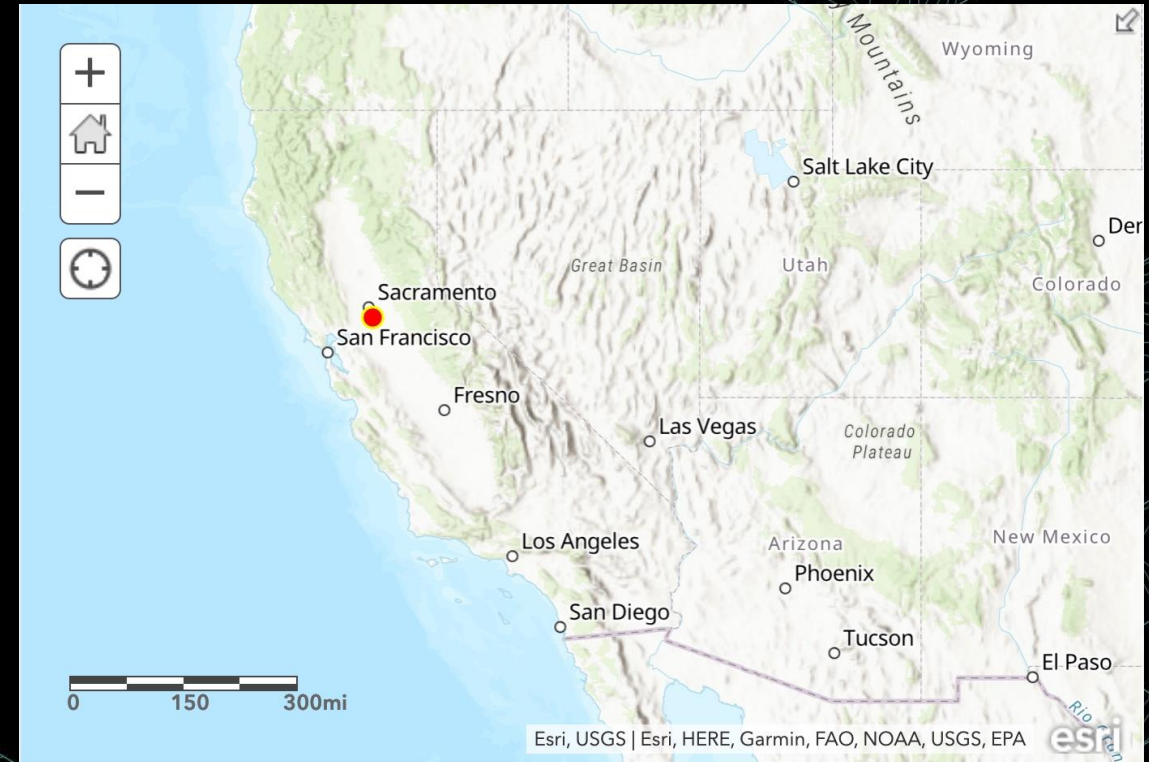 y Mountains
Wyoming
Salt Lake City
Der
Great Basin
Utah
Colorado
Sacramento
San Francisco
Fresno
Las Vegas
Colorado
Plateau
Los Angeles
Arizona
New Mexico
Phoenix
San Diego
Tucson
El Paso
0 150 300mi
Rio
Esri, USGS | Esri, HERE, Garmin, FAO, NOAA, USGS, EPA
esri